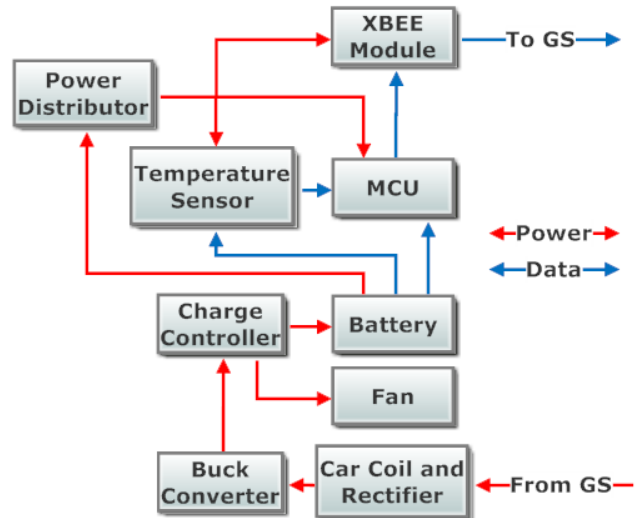 XBEE
Module
To GS
Power
Distributor
Temperature
Sensor
MCU
Power
Data
Charge
Controller
Battery
Fan
Buck
Converter
Car Coil and
Rectifier
From GS